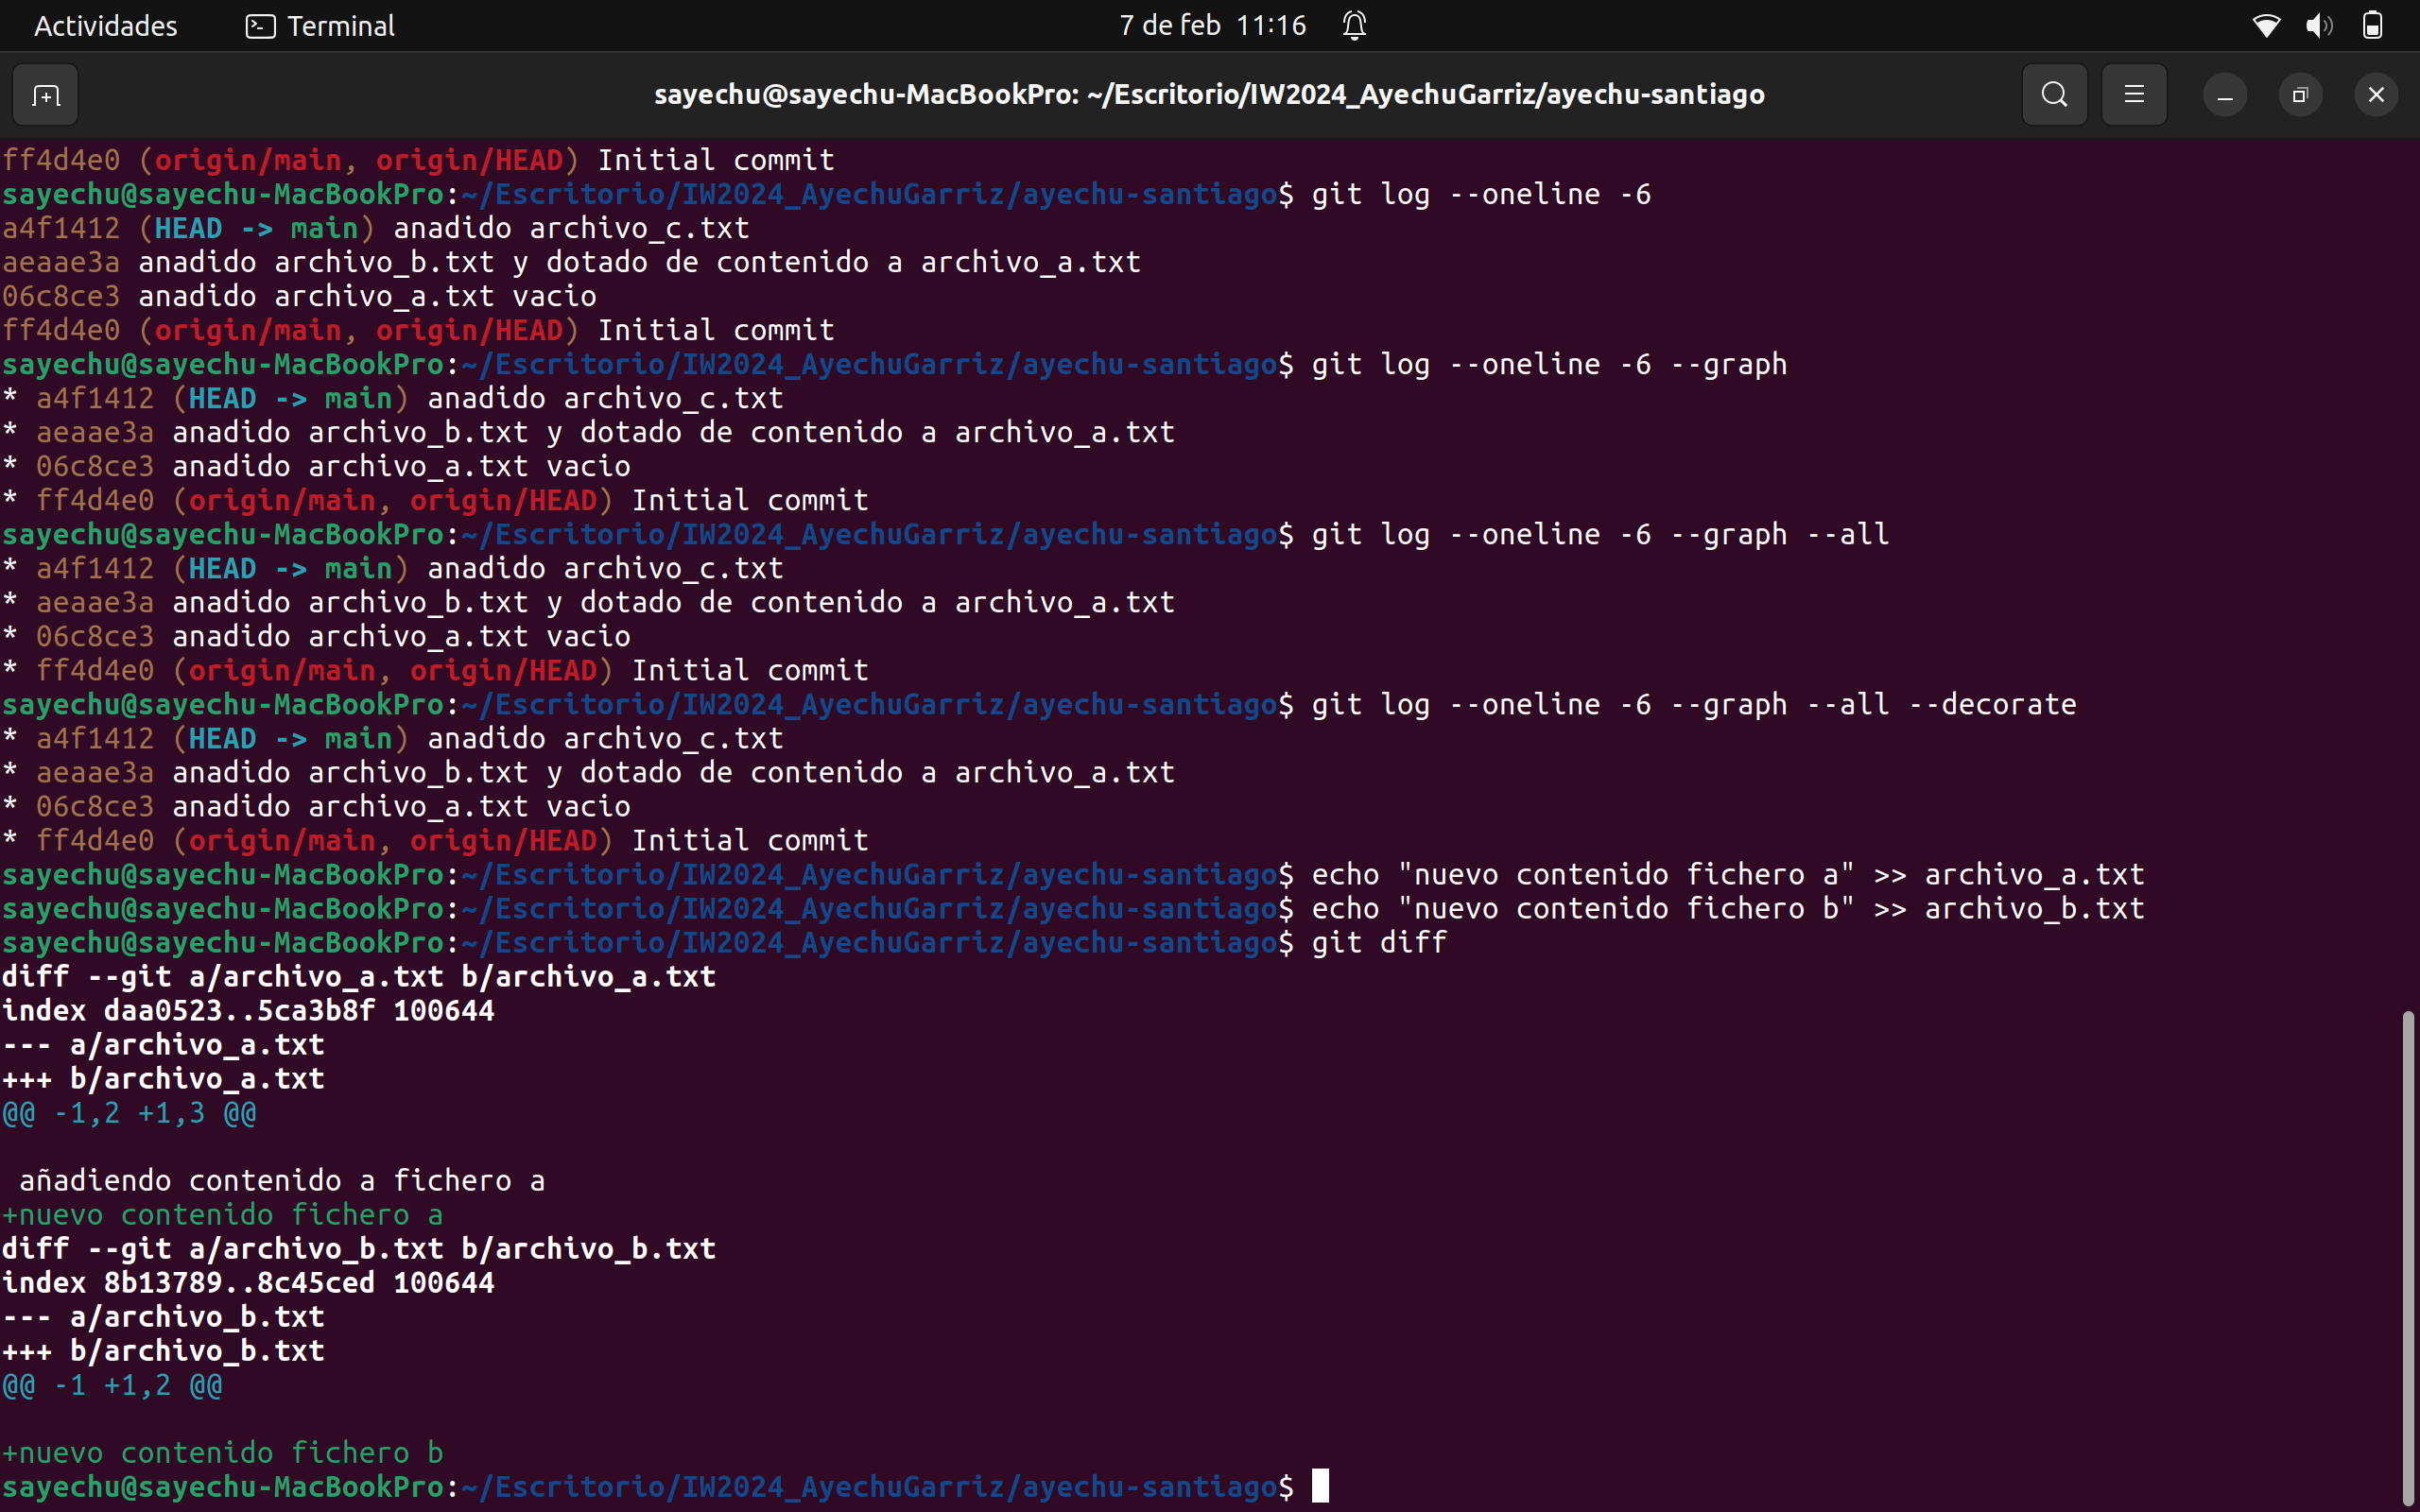 Actividades Terminal 7 de feb 11:16
sayechu@sayechu-MacBookPro: ~/Escritorio/IW2024_AyechuGarriz/ayechu-santiago
ff4d4e0 (origin/main, origin/HEAD) Initial commit
sayechu@sayechu-MacBookPro:~/Escritorio/IW2024_AyechuGarriz/ayechu-santiago$ git log --oneline -6
a4f1412 (HEAD -> main) anadido archivo_c.txt
aeaae3a anadido archivo_b.txt y dotado de contenido a archivo_a.txt
06c8ce3 anadido archivo_a.txt vacio
ff4d4e0 (origin/main, origin/HEAD) Initial commit
sayechu@sayechu-MacBookPro:~/Escritorio/IW2024_AyechuGarriz/ayechu-santiago$ git log --oneline -6 --graph
* a4f1412 (HEAD -> main) anadido archivo_c.txt
* aeaae3a anadido archivo_b.txt y dotado de contenido a archivo_a.txt
* 06c8ce3 anadido archivo_a.txt vacio
* ff4d4e0 (origin/main, origin/HEAD) Initial commit
sayechu@sayechu-MacBookPro:~/Escritorio/IW2024_AyechuGarriz/ayechu-santiago$ git log --oneline -6 --graph --all
* a4f1412 (HEAD -> main) anadido archivo_c.txt
* aeaae3a anadido archivo_b.txt y dotado de contenido a archivo_a.txt
* 06c8ce3 anadido archivo_a.txt vacio
* ff4d4e0 (origin/main, origin/HEAD) Initial commit
sayechu@sayechu-MacBookPro:~/Escritorio/IW2024_AyechuGarriz/ayechu-santiago$ git log --oneline -6 --graph --all --decorate
* a4f1412 (HEAD -> main) anadido archivo_c.txt
* aeaae3a anadido archivo_b.txt y dotado de contenido a archivo_a.txt
* 06c8ce3 anadido archivo_a.txt vacio
* ff4d4e0 (origin/main, origin/HEAD) Initial commit
sayechu@sayechu-MacBookPro:~/Escritorio/IW2024_AyechuGarriz/ayechu-santiago$ echo "nuevo contenido fichero a" >> archivo_a.txt
sayechu@sayechu-MacBookPro:~/Escritorio/IW2024_AyechuGarriz/ayechu-santiago$ echo "nuevo contenido fichero b" >> archivo_b.txt
sayechu@sayechu-MacBookPro:~/Escritorio/IW2024_AyechuGarriz/ayechu-santiago$ git diff
diff --git a/archivo_a.txt b/archivo_a.txt
index daa0523..5ca3b8f 100644
--- a/archivo_a.txt
+++ b/archivo_a.txt
@@ -1,2 +1,3 @@
añadiendo contenido a fichero a
+nuevo contenido fichero a
diff --git a/archivo_b.txt b/archivo_b.txt
index 8b13789..8c45ced 100644
--- a/archivo_b.txt
+++ b/archivo_b.txt
@@ -1 +1,2 @@
+nuevo contenido fichero b
sayechu@sayechu-MacBookPro:~/Escritorio/IW2024_AyechuGarriz/ayechu-santiago$